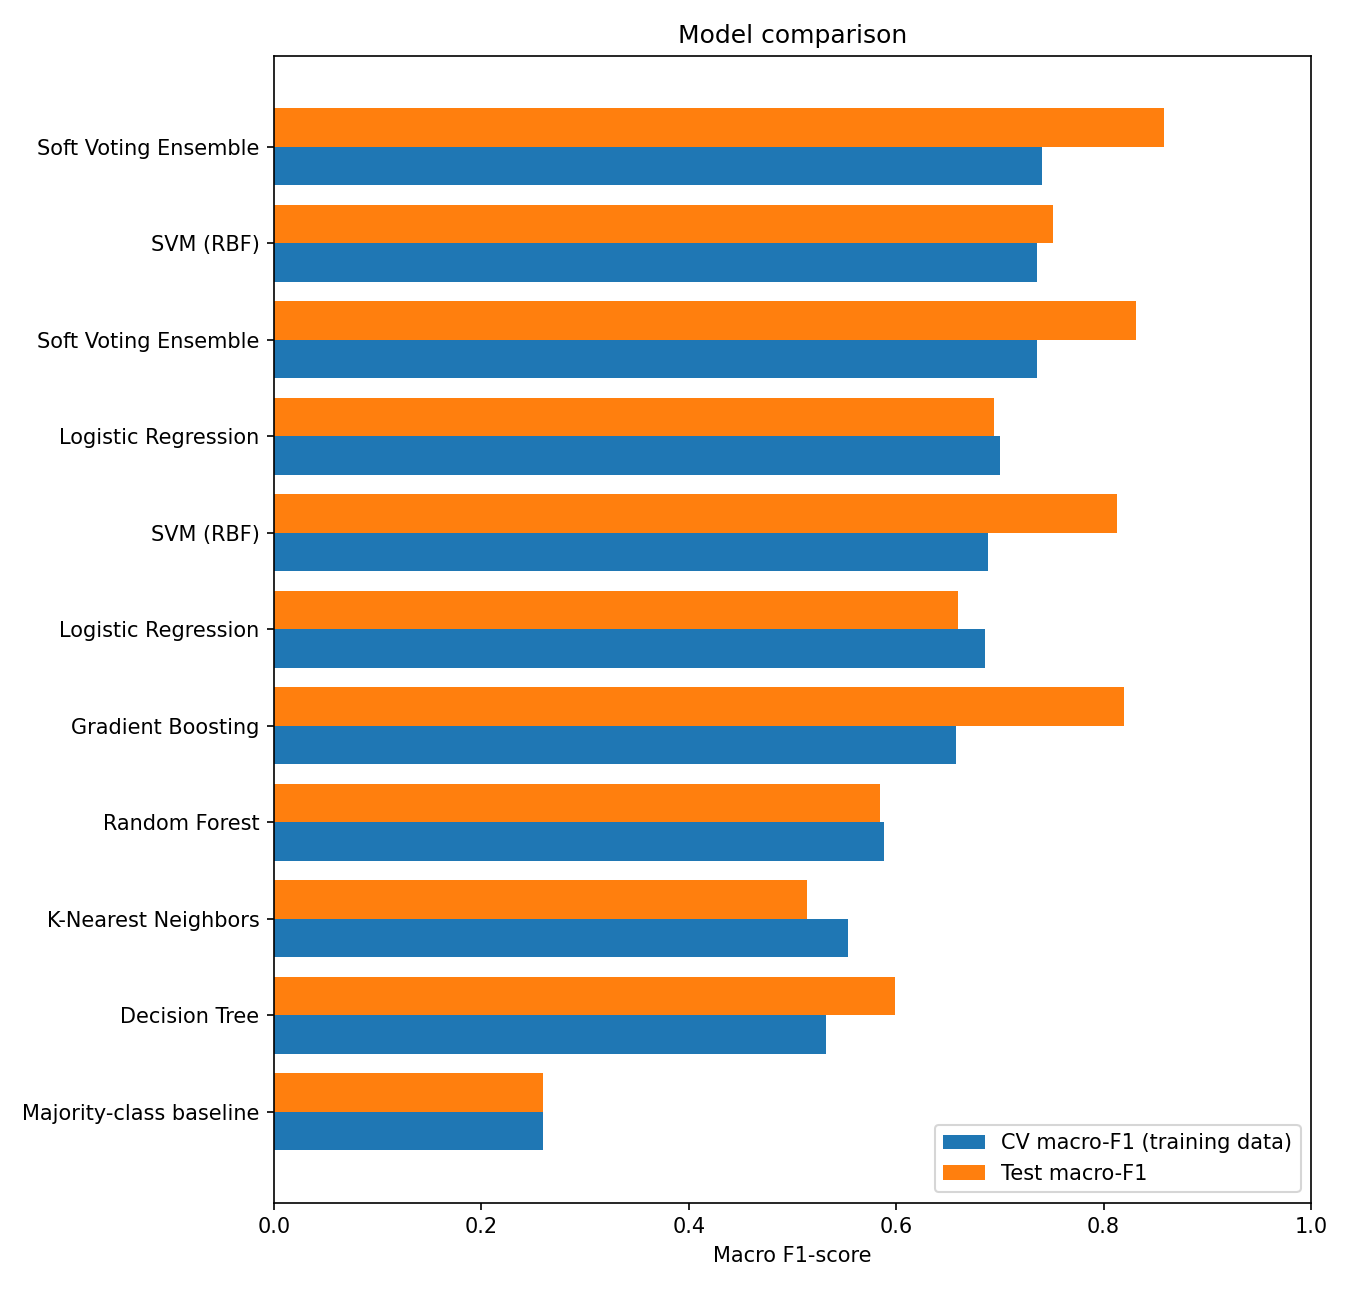 Model comparison
Soft Voting Ensemble
SVM (RBF)
Soft Voting Ensemble
Logistic Regression
SVM (RBF)
Logistic Regression
Gradient Boosting
Random Forest
K-Nearest Neighbors
Decision Tree
Majority-class baseline
CV macro-F1 (training data)
Test macro-F1
0.0 0.2 0.4 0.6 0.8 1.0
Macro F1-score